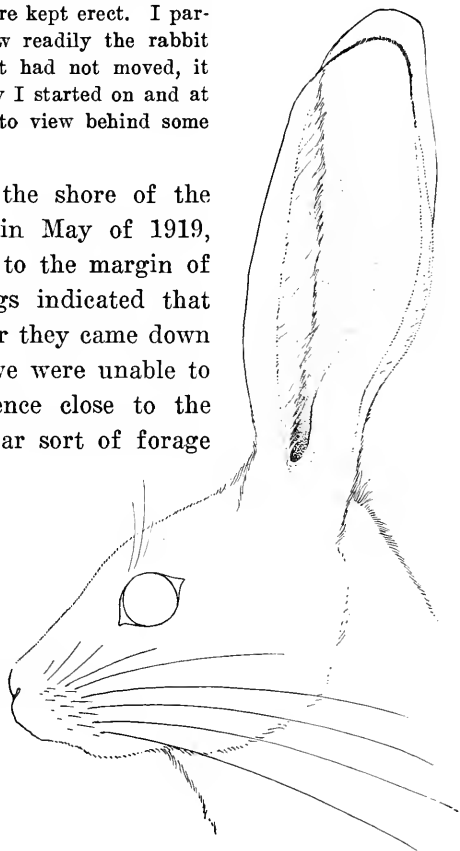 re kept erect. I par-
w readily the rabbit
t had not moved, it
y I started on and at
to view behind some
the shore of the
in May of 1919,
to the margin of
gs indicated that
r they came down
ve were unable to
ence close to the
ar sort of forage